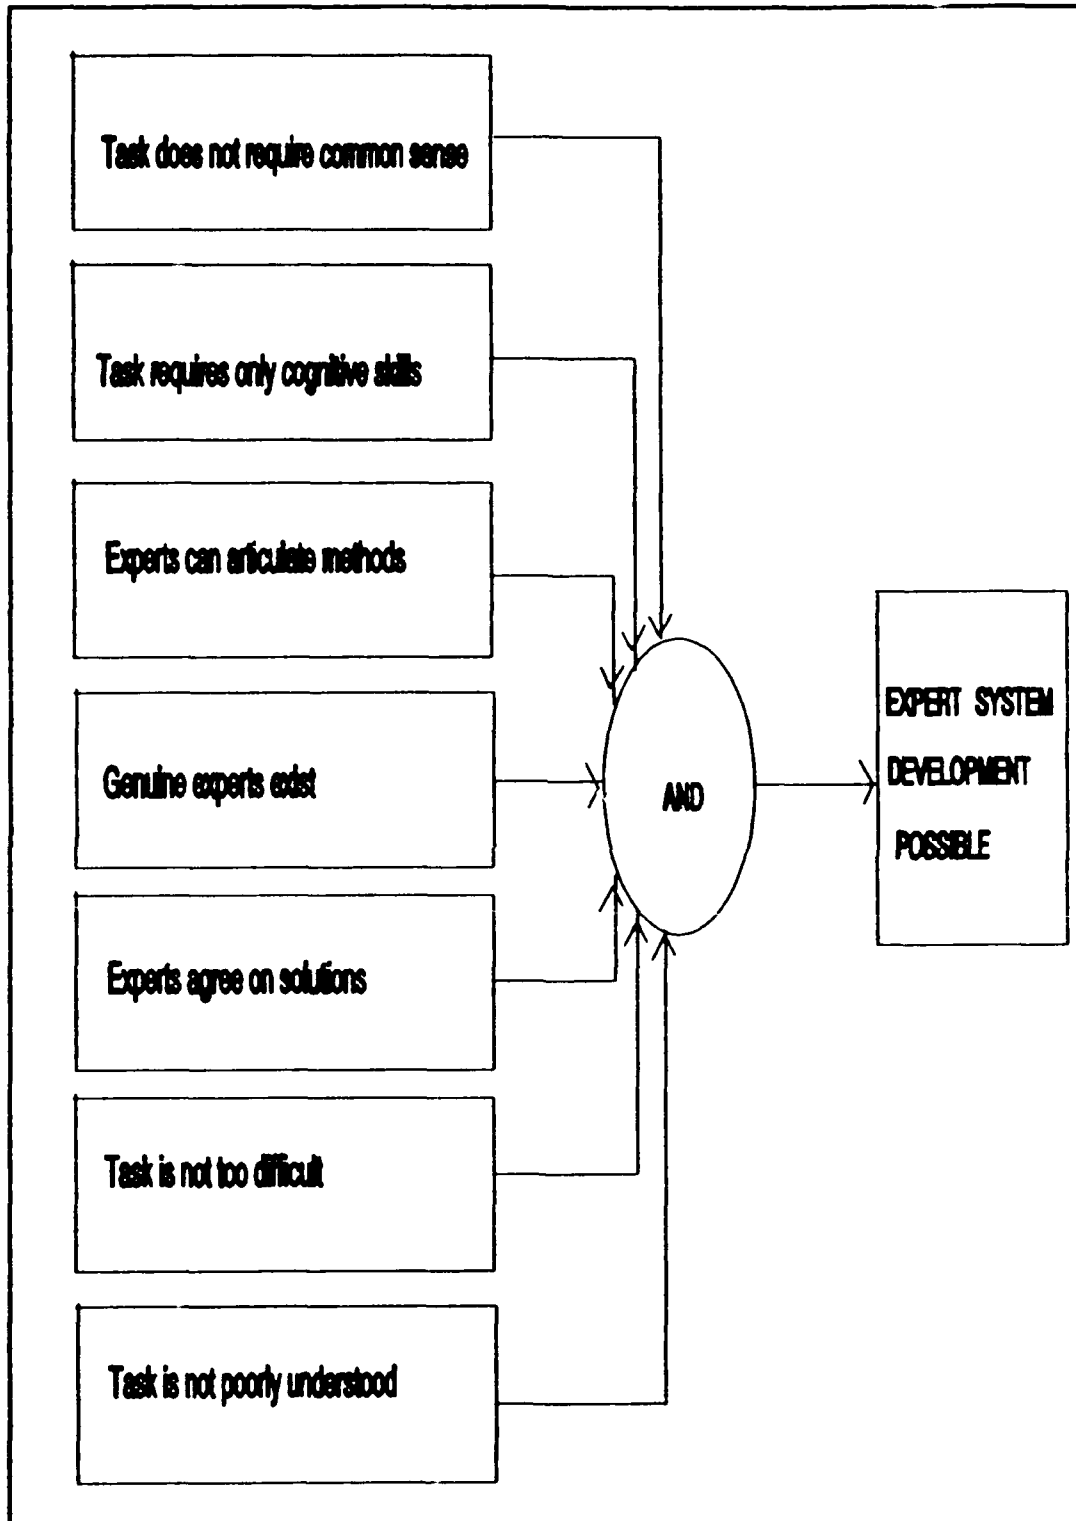 Task does not require common sense
Task requires only cognitive skills
Experts can articulate methods
Genuine experts exist
Experts agree on solutions
Task is not too difficult
Task is not poorly understood
AND
EXPERT SYSTEM
DEVELOPMENT
POSSIBLE